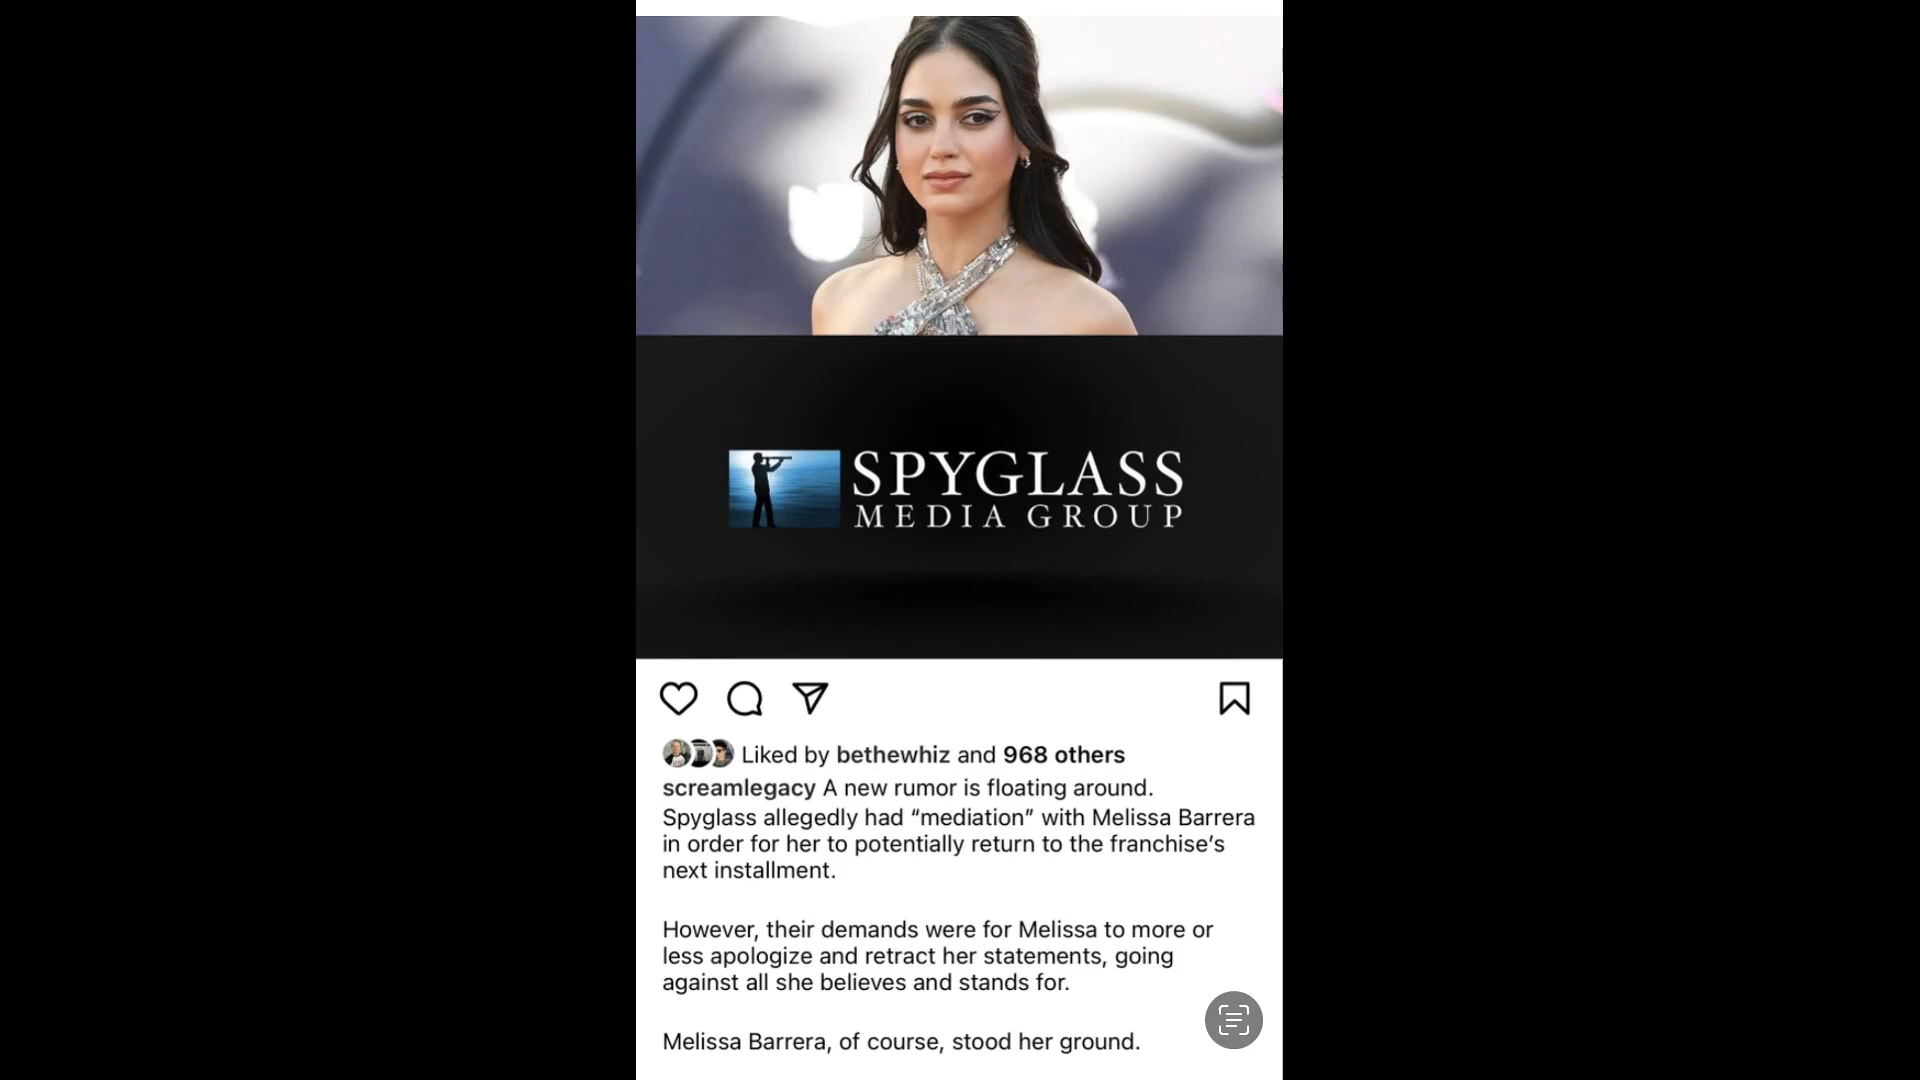 SPYGLASS
MEDIA GROUP
Liked by bethewhiz and 968 others
screamlegacy A new rumor is floating around.
Spyglass allegedly had “mediation” with Melissa Barrera
in order for her to potentially return to the franchise’s
next installment.
However, their demands were for Melissa to more or
less apologize and retract her statements, going
against all she believes and stands for.
Melissa Barrera, of course, stood her ground.